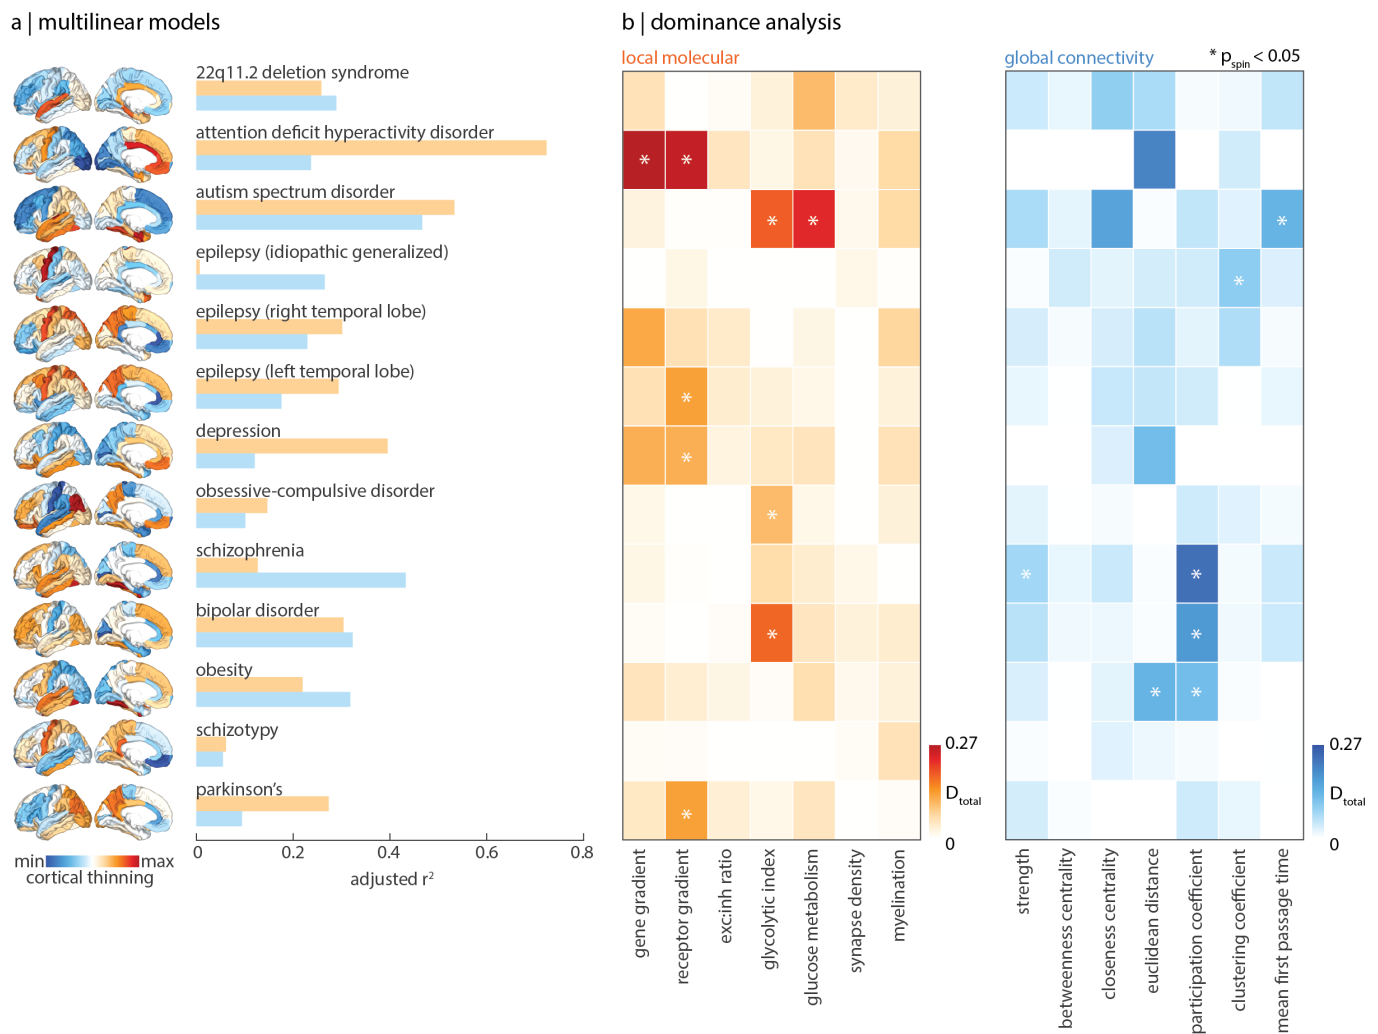 a | multilinear models
22q11.2 deletion syndrome
attention deficit hyperactivity disorder
autism spectrum disorder
epilepsy (idiopathic generalized)
epilepsy (right temporal lobe)
epilepsy (left temporal lobe)
depression
obsessive-compulsive disorder
schizophrenia
bipolar disorder
obesity
schizotypy
parkinson's
min max
cortical thinning
0 0.2 0.4 0.6 0.8
adjusted r²
b | dominance analysis
local molecular
* * 
* *
*
*
*
*
*
0.27
D total
0
gene gradient
receptor gradient
exc:inh ratio
glycolytic index
glucose metabolism
synapse density
myelination
global connectivity
* p spin < 0.05
*
*
* *
*
* *
0.27
D total
0
strength
betweenness centrality
closeness centrality
euclidean distance
participation coefficient
clustering coefficient
mean first passage time